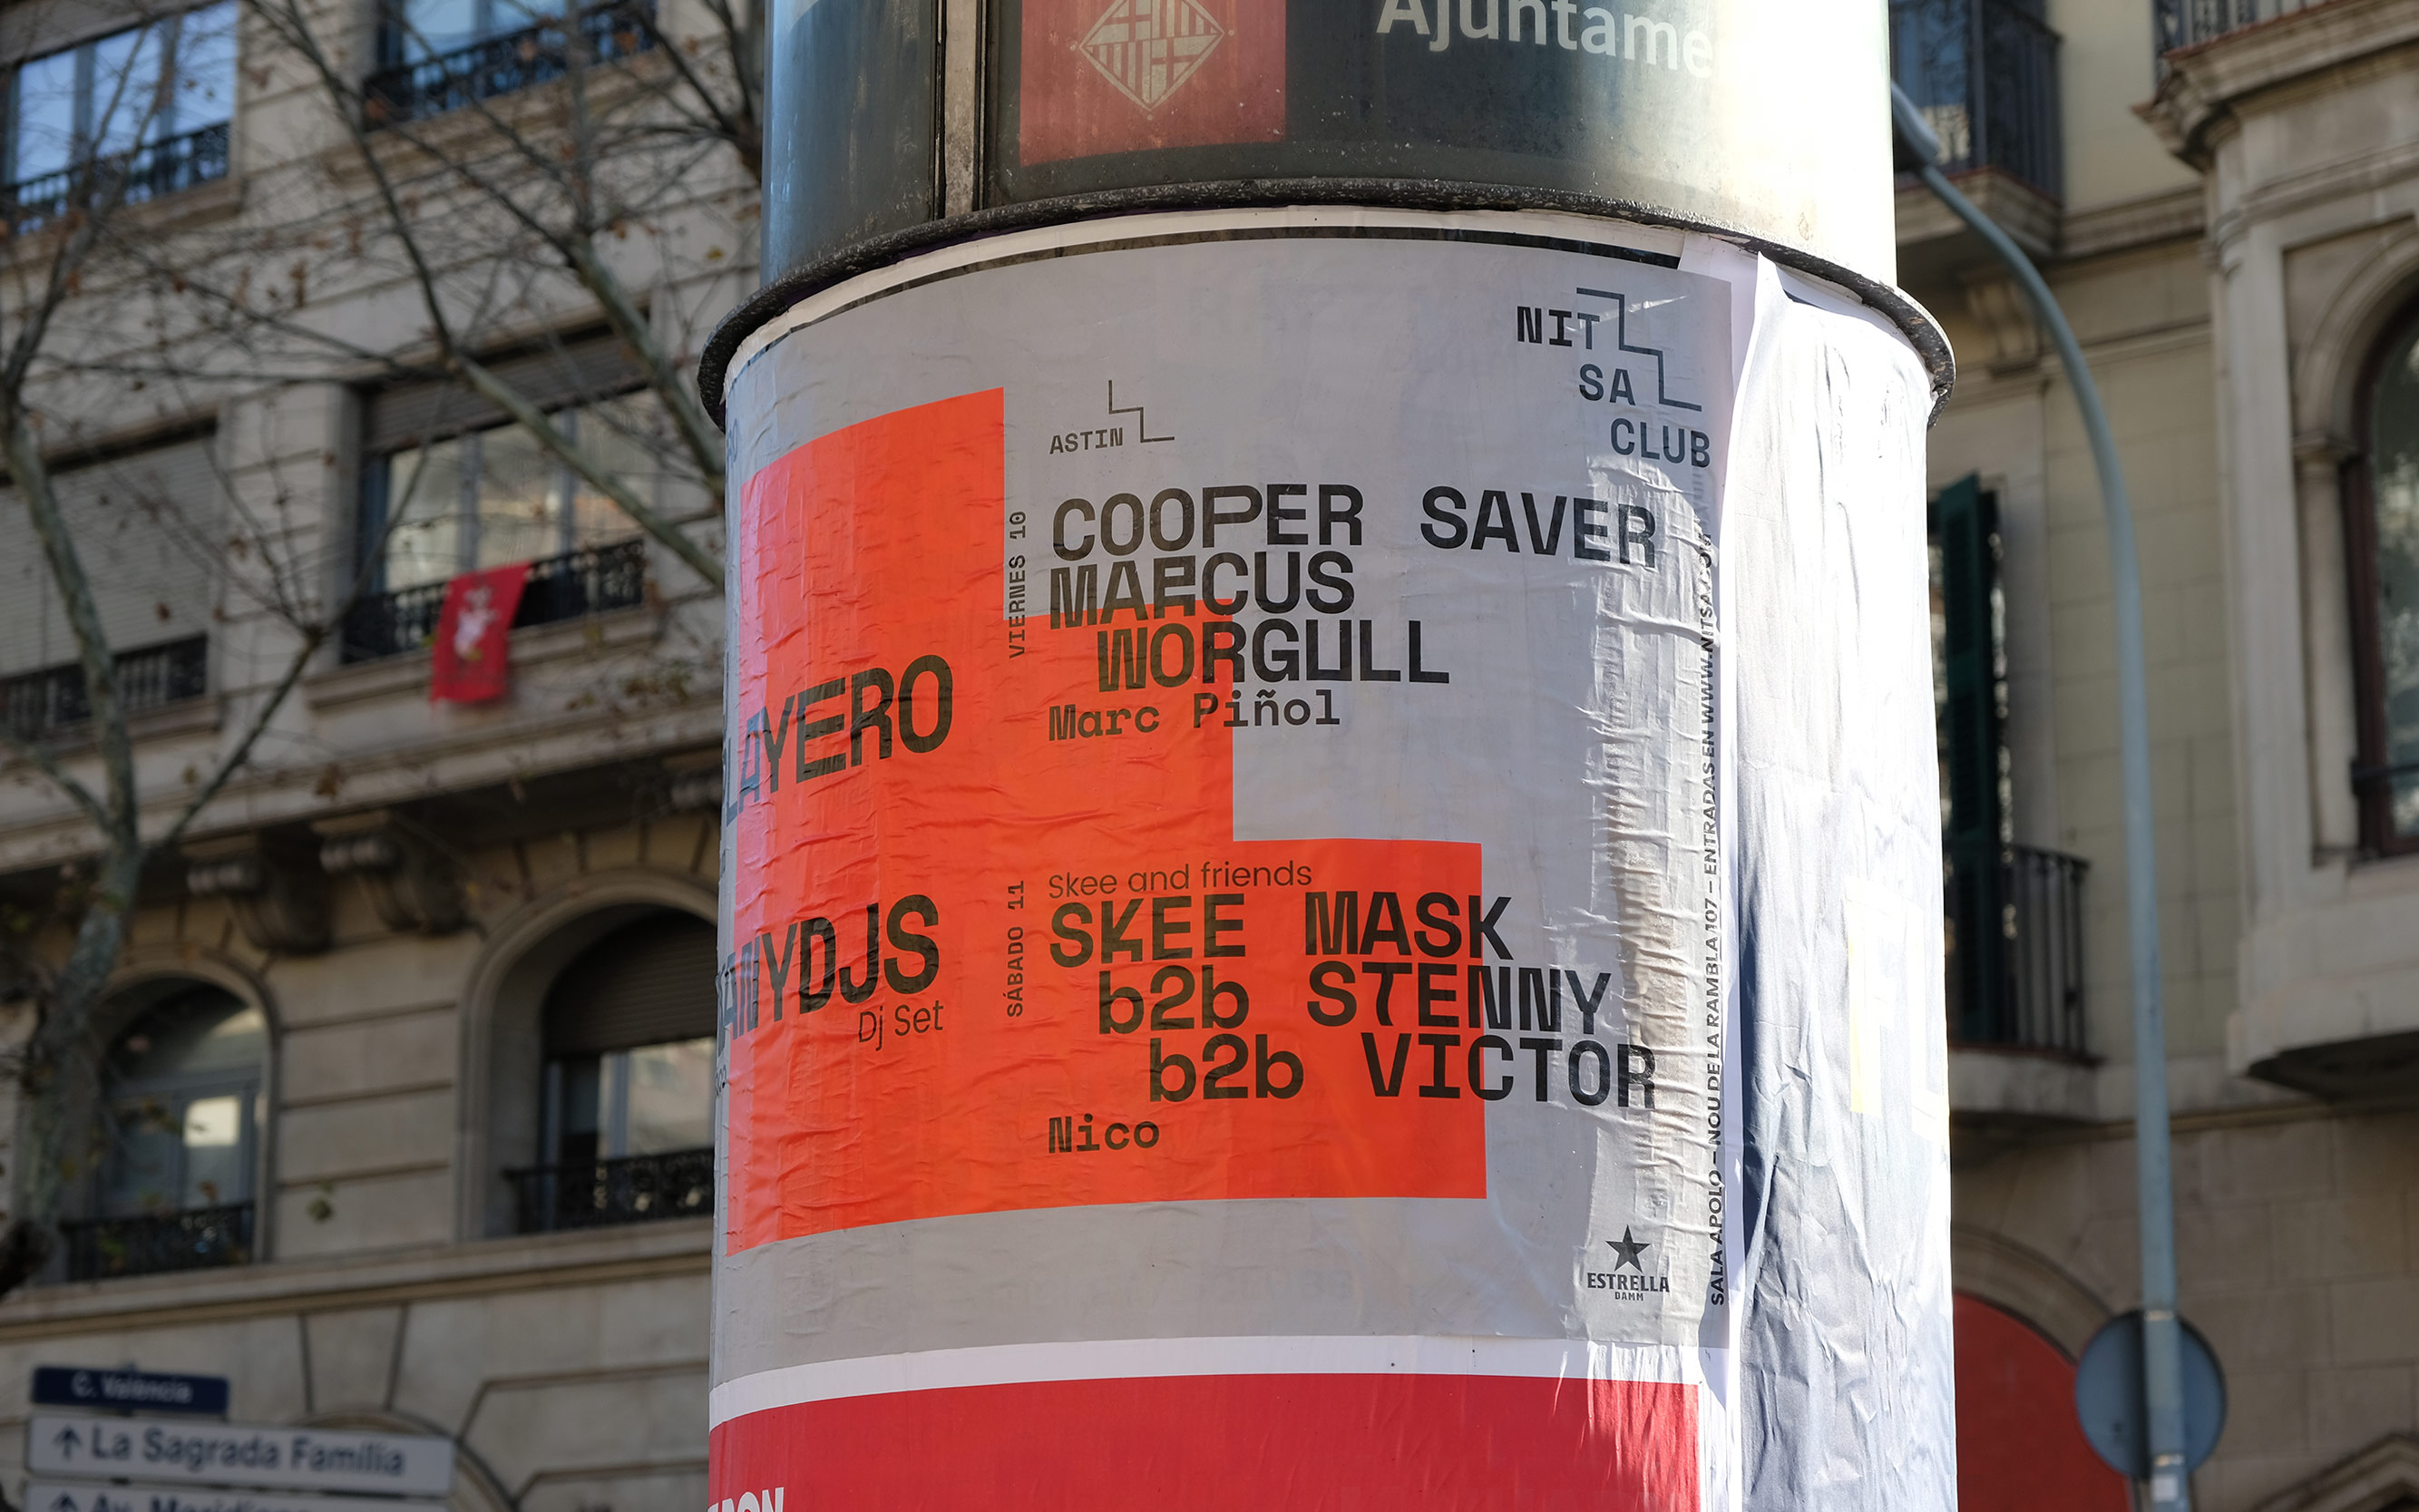 Ajuntame
NIT
SA
CLUB
ASTIN
VIERNES 10
COOPER SAVER
MARCUS
WORGULL
Marc Piñol
LAYERO
SÁBADO 11
Skee and friends
SKEE MASK
b2b STENNY
b2b VICTOR
Nico
ANYDJS
Dj Set
SALA APOLO – NOU DE LA RAMBLA 107 – ENTRADAS EN WWW.NITSA.COM
ESTRELLA
DAMM
C. València
La Sagrada Família